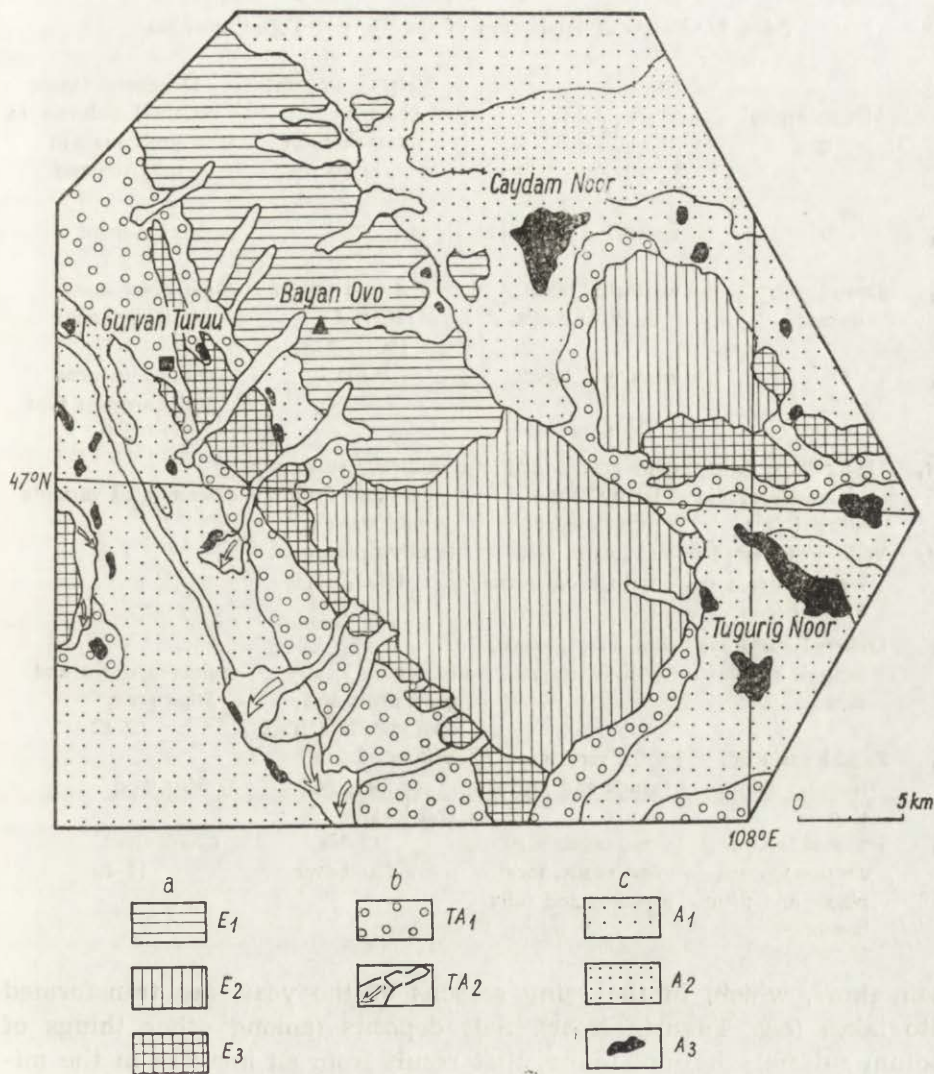 Caydam Noor
Bayan Ovo
Gurvan Turuu
47°N
Tugurig Noor
0 5 km
108°E
a b c
E1 TA1 A1
E2 TA2 A2
E3 A3